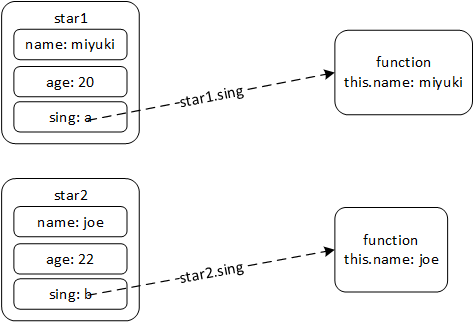 star1
name: miyuki
age: 20
sing: a
star1.sing
function
this.name: miyuki
star2
name: joe
age: 22
sing: b
star2.sing
function
this.name: joe